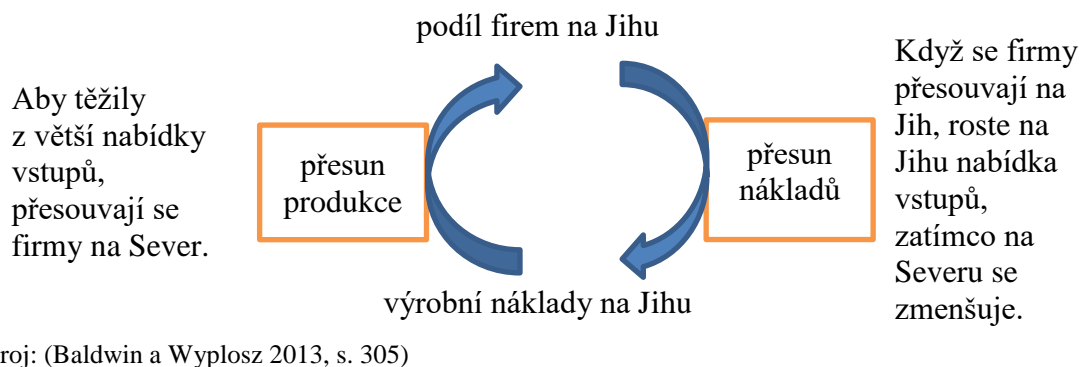 podíl firem na Jihu
Aby těžily
z větší nabídky
vstupů,
přesouvají se
firmy na Sever.
přesun
produkce
přesun
nákladů
Když se firmy
přesouvají na
Jih, roste na
Jihu nabídka
vstupů,
zatímco na
Severu se
zmenšuje.
výrobní náklady na Jihu
roj: (Baldwin a Wyplosz 2013, s. 305)